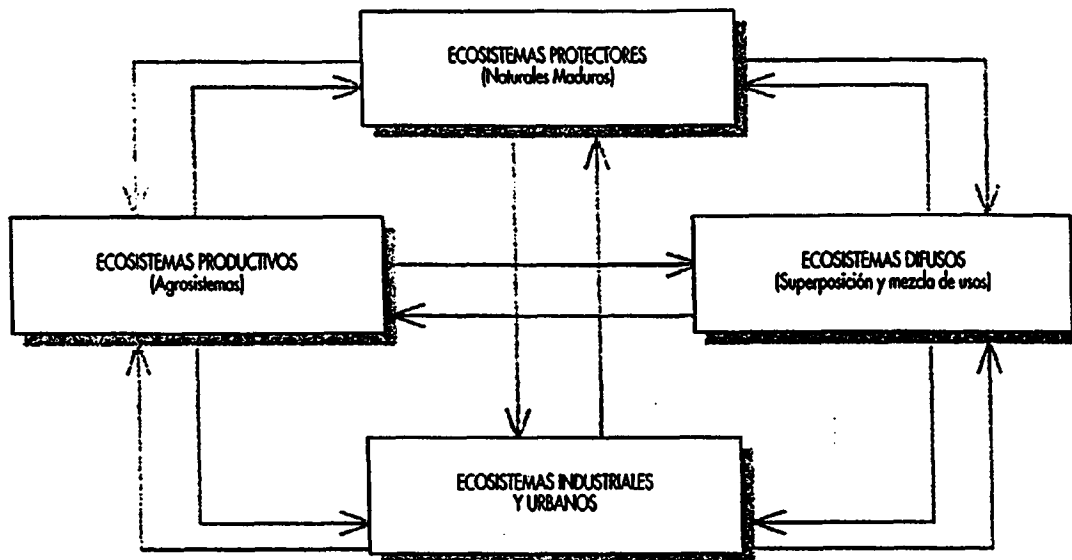 ECOSISTEMAS PROTECTORES
(Naturales Maduros)
ECOSISTEMAS PRODUCTIVOS
(Agrosistemas)
ECOSISTEMAS DIFUSOS
(Superposición y mezcla de usos)
ECOSISTEMAS INDUSTRIALES
Y URBANOS